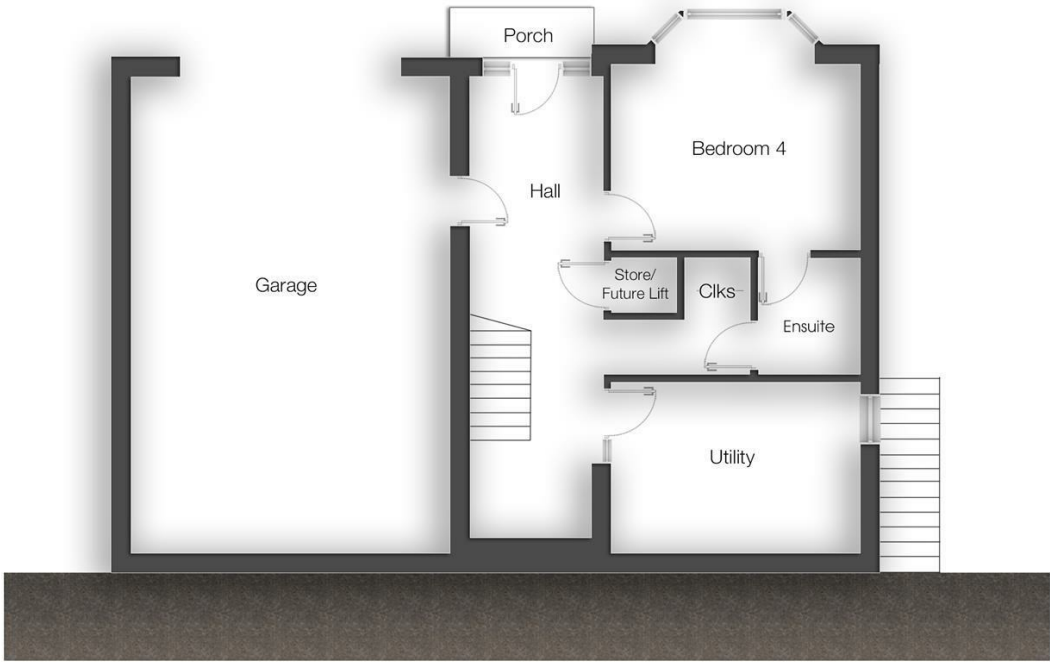 Porch
Bedroom 4
Hall
Garage
Store/
Future Lift
Clks
Ensuite
Utility